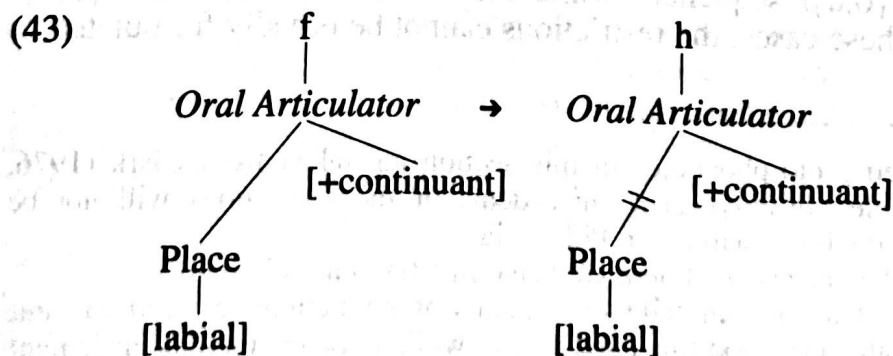 (43) f h
Oral Articulator → Oral Articulator
[+continuant] [+continuant]
Place Place
[labial] [labial]